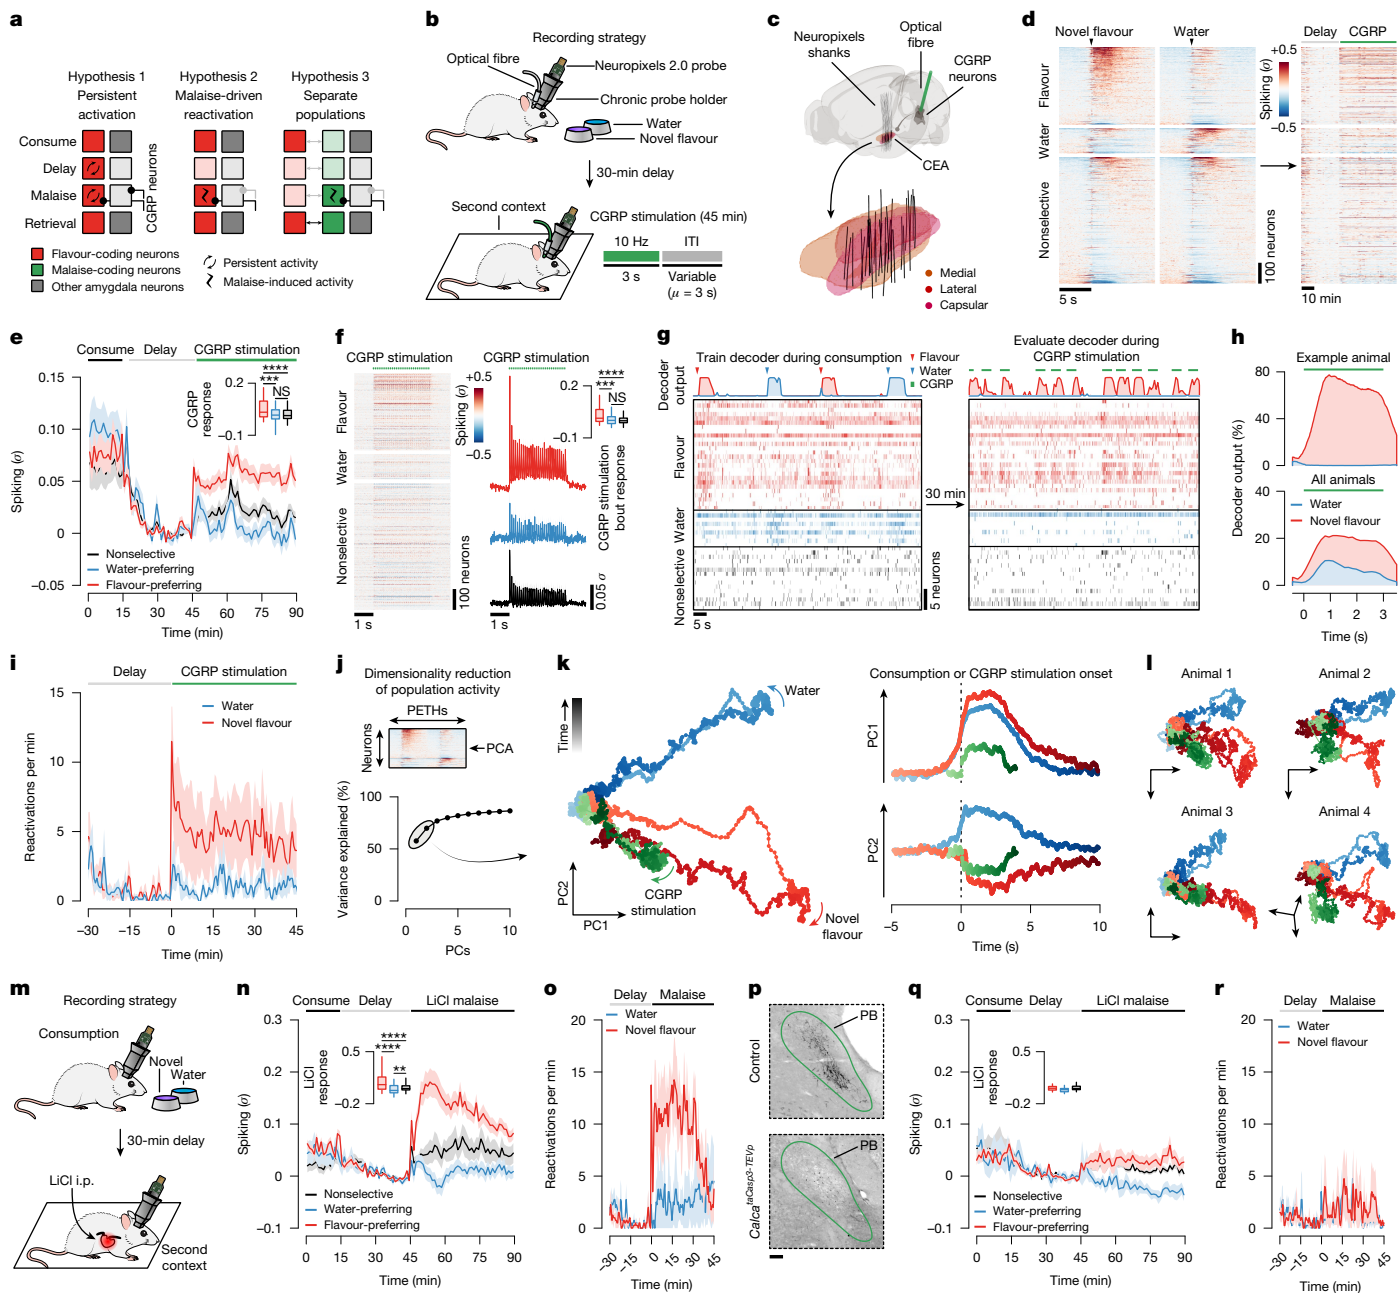 a
Hypothesis 1
Persistent
activation
Hypothesis 2
Malaise-driven
reactivation
Hypothesis 3
Separate
populations
Consume
Delay
Malaise
Retrieval
CGRP neurons
Flavour-coding neurons
Malaise-coding neurons
Other amygdala neurons
Persistent activity
Malaise-induced activity
b
Recording strategy
Optical fibre
Neuropixels 2.0 probe
Chronic probe holder
Water
Novel flavour
30-min delay
Second context
CGRP stimulation (45 min)
10 Hz
ITI
3 s
Variable
(μ = 3 s)
c
Neuropixels
shanks
Optical
fibre
CGRP
neurons
CEA
Medial
Lateral
Capsular
d
Novel flavour
Water
Delay
CGRP
Flavour
Water
Nonselective
+0.5
Spiking (σ)
−0.5
100 neurons
5 s
10 min
e
Consume
Delay
CGRP stimulation
0.15
0.10
0.05
0
−0.05
Spiking (σ)
CGRP
response
0.2
−0.1
****
***
NS
Nonselective
Water-preferring
Flavour-preferring
0
15
30
45
60
75
90
Time (min)
f
CGRP stimulation
CGRP stimulation
Flavour
Water
Nonselective
+0.5
Spiking (σ)
−0.5
100 neurons
1 s
1 s
0.05 σ
CGRP stimulation
bout response
0.2
−0.1
****
***
NS
g
Train decoder during consumption
Flavour
Water
CGRP
Evaluate decoder during
CGRP stimulation
Decoder
output
Flavour
Water
Nonselective
30 min
5 neurons
5 s
h
Example animal
80
40
0
All animals
40
20
0
Water
Novel flavour
Decoder output (%)
0
1
2
3
Time (s)
i
Delay
CGRP stimulation
Water
Novel flavour
15
10
5
0
Reactivations per min
−30
−15
0
15
30
45
Time (min)
j
Dimensionality reduction
of population activity
PETHs
Neurons
PCA
Variance explained (%)
100
50
0
0
5
10
PCs
k
Time
Water
CGRP
stimulation
Novel
flavour
PC2
PC1
Consumption or CGRP stimulation onset
PC1
PC2
−5
0
5
10
Time (s)
l
Animal 1
Animal 2
Animal 3
Animal 4
m
Recording strategy
Consumption
Novel
Water
30-min delay
LiCl i.p.
Second
context
n
Consume
Delay
LiCl malaise
0.3
0.2
0.1
0
−0.1
Spiking (σ)
LiCl
response
0.5
−0.2
****
****
**
Nonselective
Water-preferring
Flavour-preferring
0
15
30
45
60
75
90
Time (min)
o
Delay
Malaise
Water
Novel flavour
20
15
10
5
0
Reactivations per min
−30
−15
0
15
30
45
Time (min)
p
Control
PB
Calca^taCasp3-TEVp
PB
q
Consume
Delay
LiCl malaise
0.3
0.2
0.1
0
−0.1
Spiking (σ)
LiCl
response
0.5
−0.2
Nonselective
Water-preferring
Flavour-preferring
0
15
30
45
60
75
90
Time (min)
r
Delay
Malaise
Water
Novel flavour
20
15
10
5
0
Reactivations per min
−30
−15
0
15
30
45
Time (min)